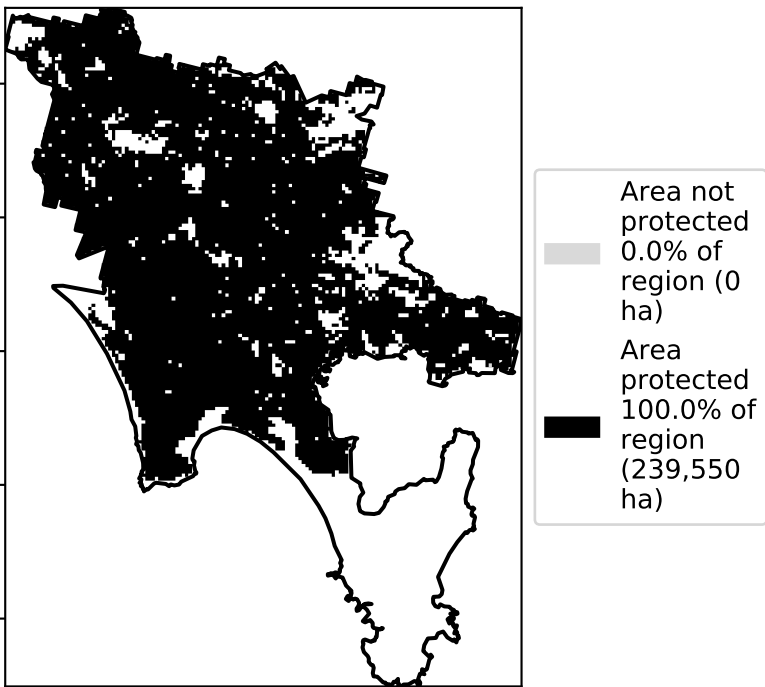 Area not
protected
0.0% of
region (0
ha)
Area
protected
100.0% of
region
(239,550
ha)